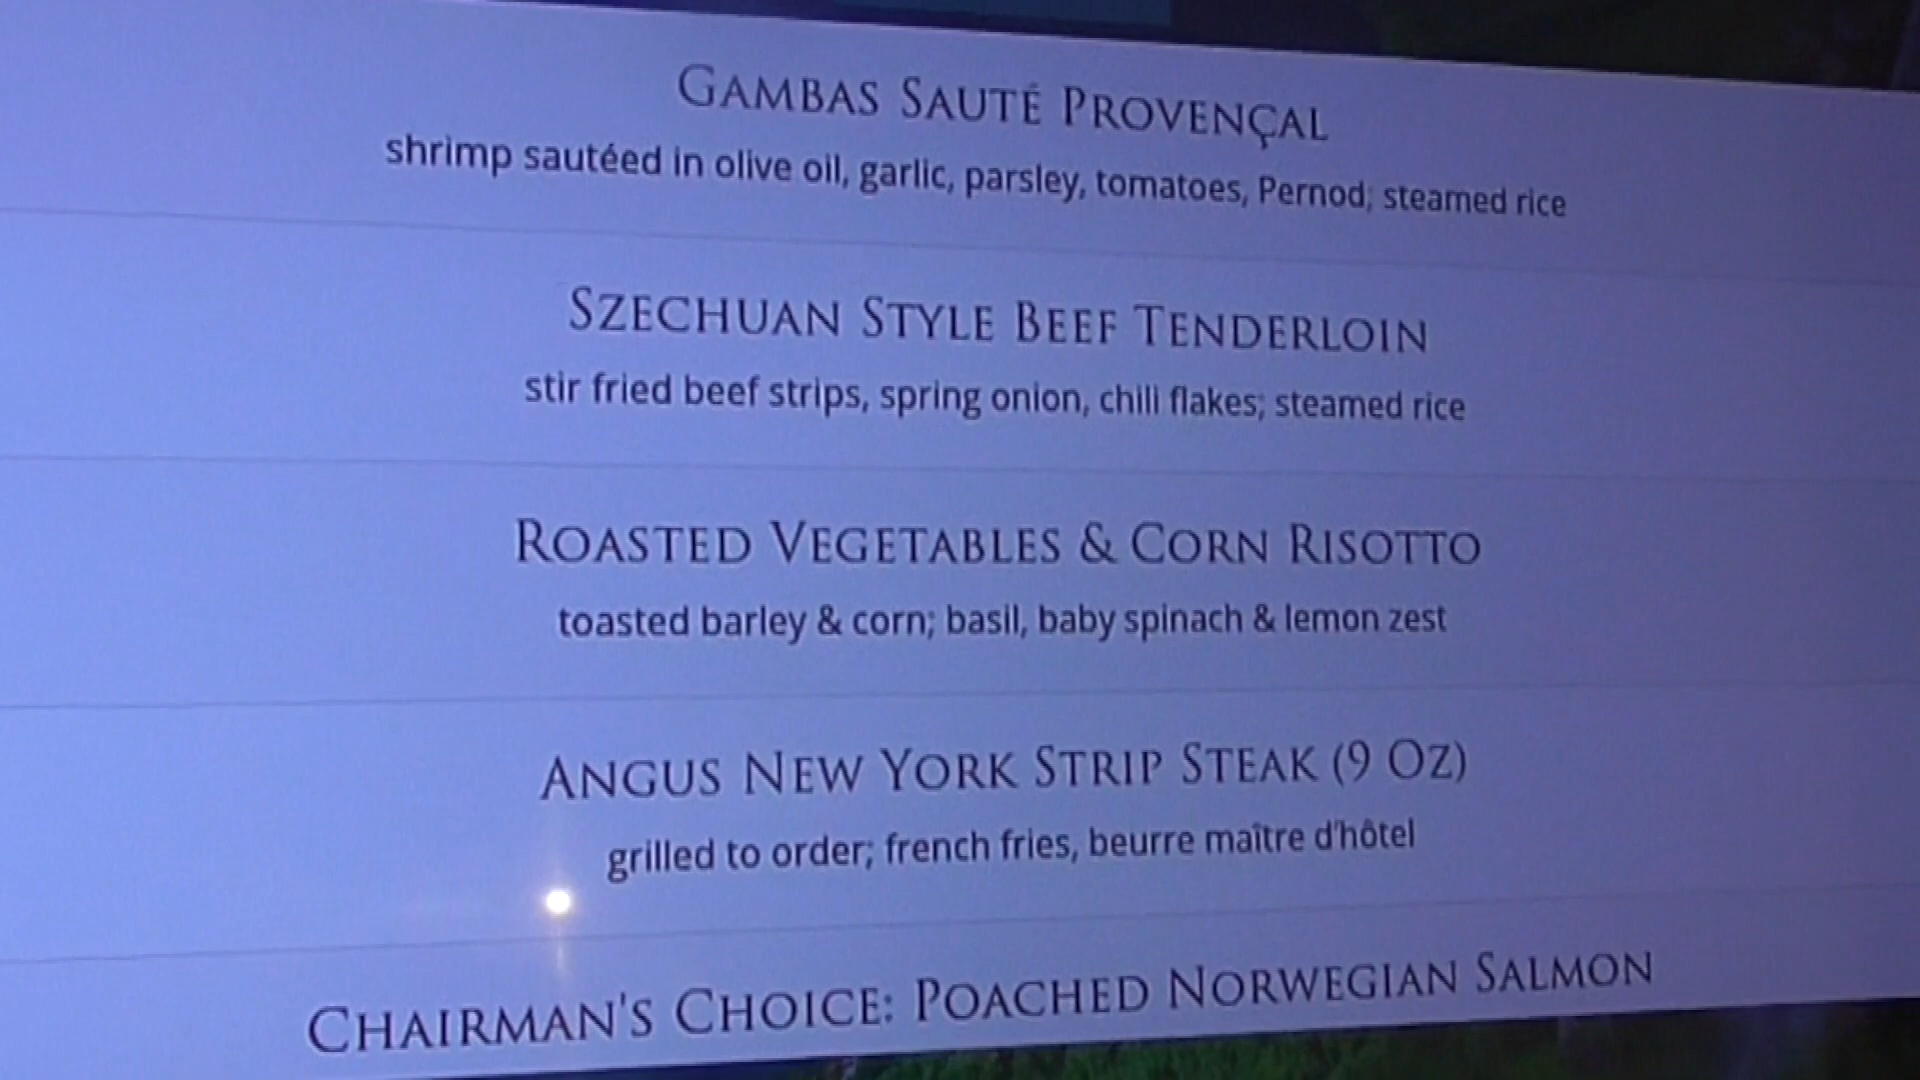 GAMBAS SAUTÉ PROVENÇAL
shrimp sautéed in olive oil, garlic, parsley, tomatoes, Pernod; steamed rice
SZECHUAN STYLE BEEF TENDERLOIN
stir fried beef strips, spring onion, chili flakes; steamed rice
ROASTED VEGETABLES & CORN RISOTTO
toasted barley & corn; basil, baby spinach & lemon zest
ANGUS NEW YORK STRIP STEAK (9 OZ)
grilled to order; french fries, beurre maître d'hôtel
CHAIRMAN'S CHOICE: POACHED NORWEGIAN SALMON